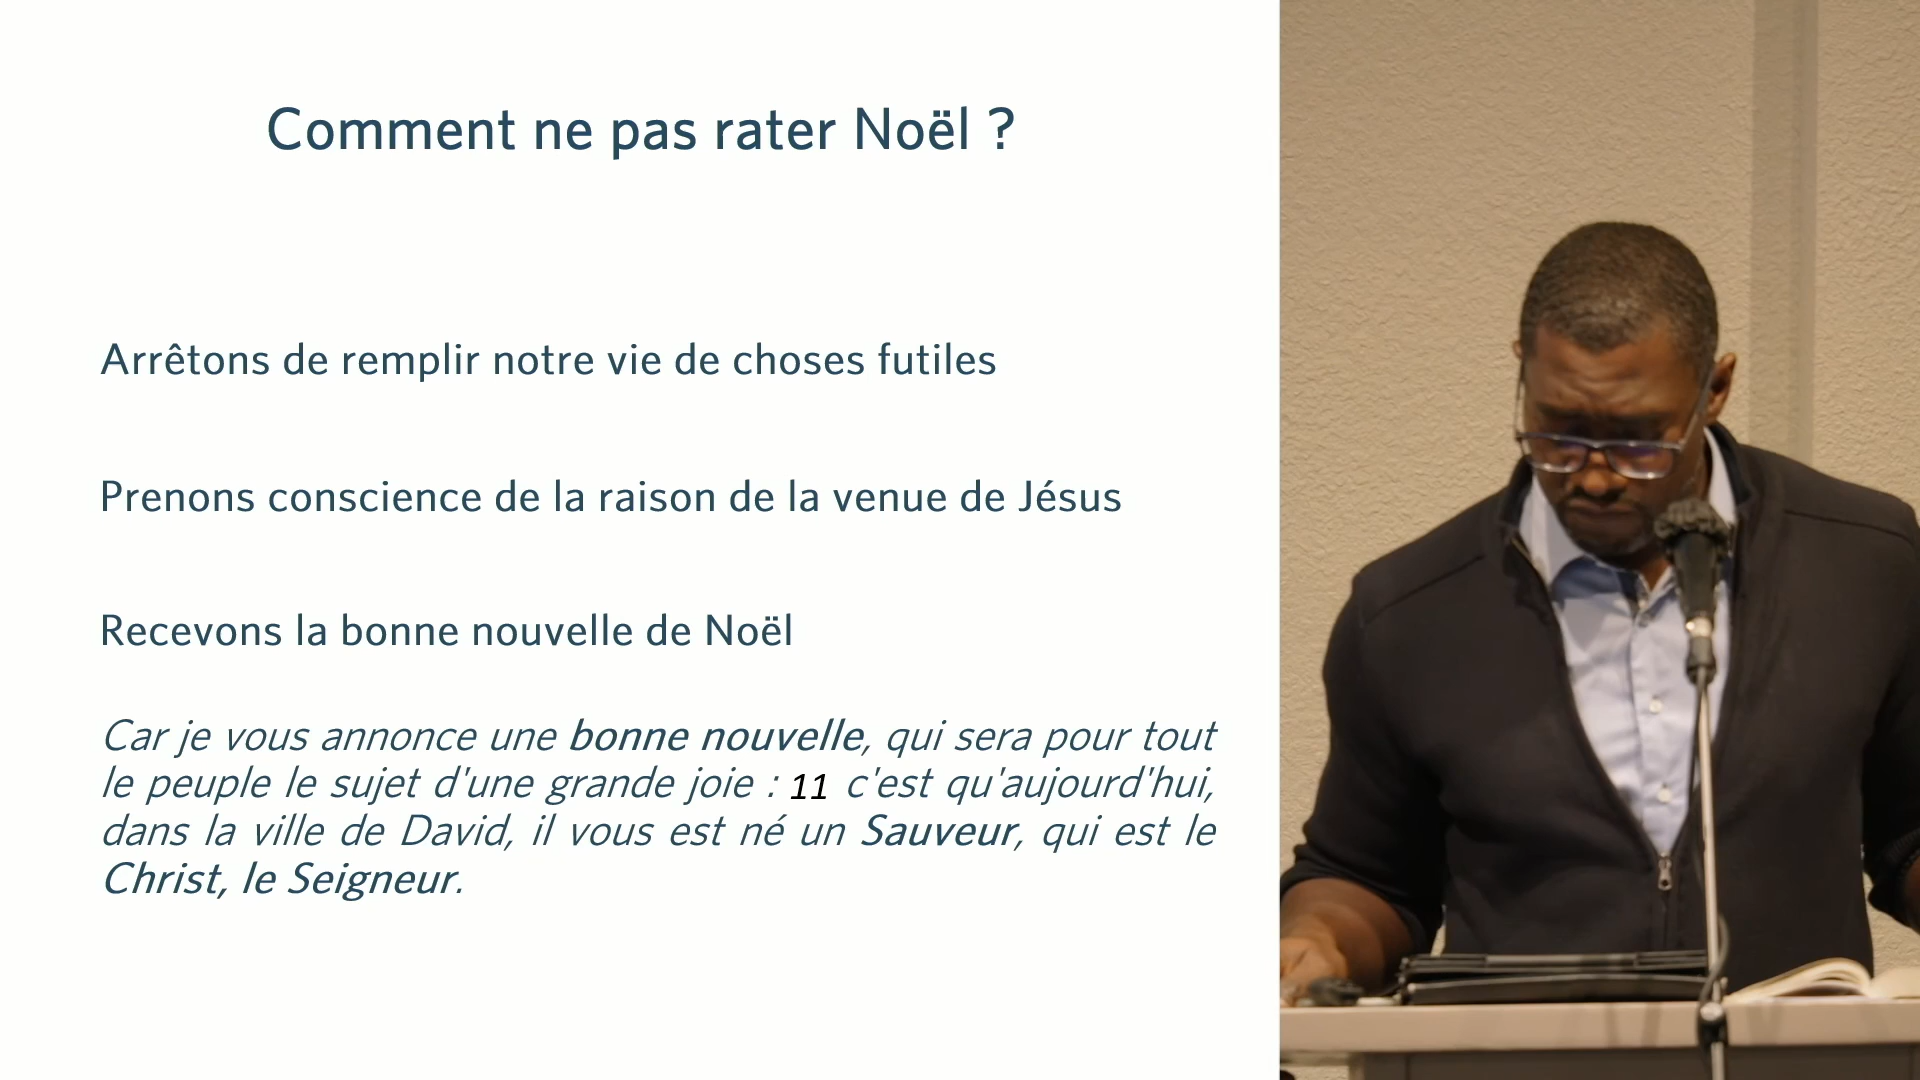 Comment ne pas rater Noël ?
Arrêtons de remplir notre vie de choses futiles
Prenons conscience de la raison de la venue de Jésus
Recevons la bonne nouvelle de Noël
Car je vous annonce une bonne nouvelle, qui sera pour tout
le peuple le sujet d'une grande joie : 11 c'est qu'aujourd'hui,
dans la ville de David, il vous est né un Sauveur, qui est le
Christ, le Seigneur.